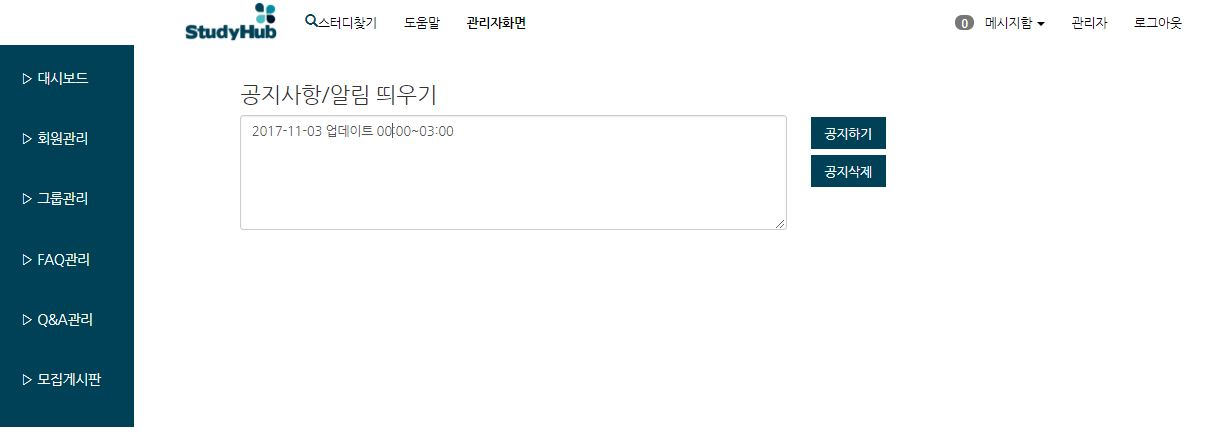 StudyHub
스터디찾기 도움말 관리자화면 0 메시지함 관리자 로그아웃
▷ 대시보드
▷ 회원관리
▷ 그룹관리
▷ FAQ관리
▷ Q&A관리
▷ 모집게시판
공지사항/알림 띄우기
2017-11-03 업데이트 00:00~03:00
공지하기
공지삭제